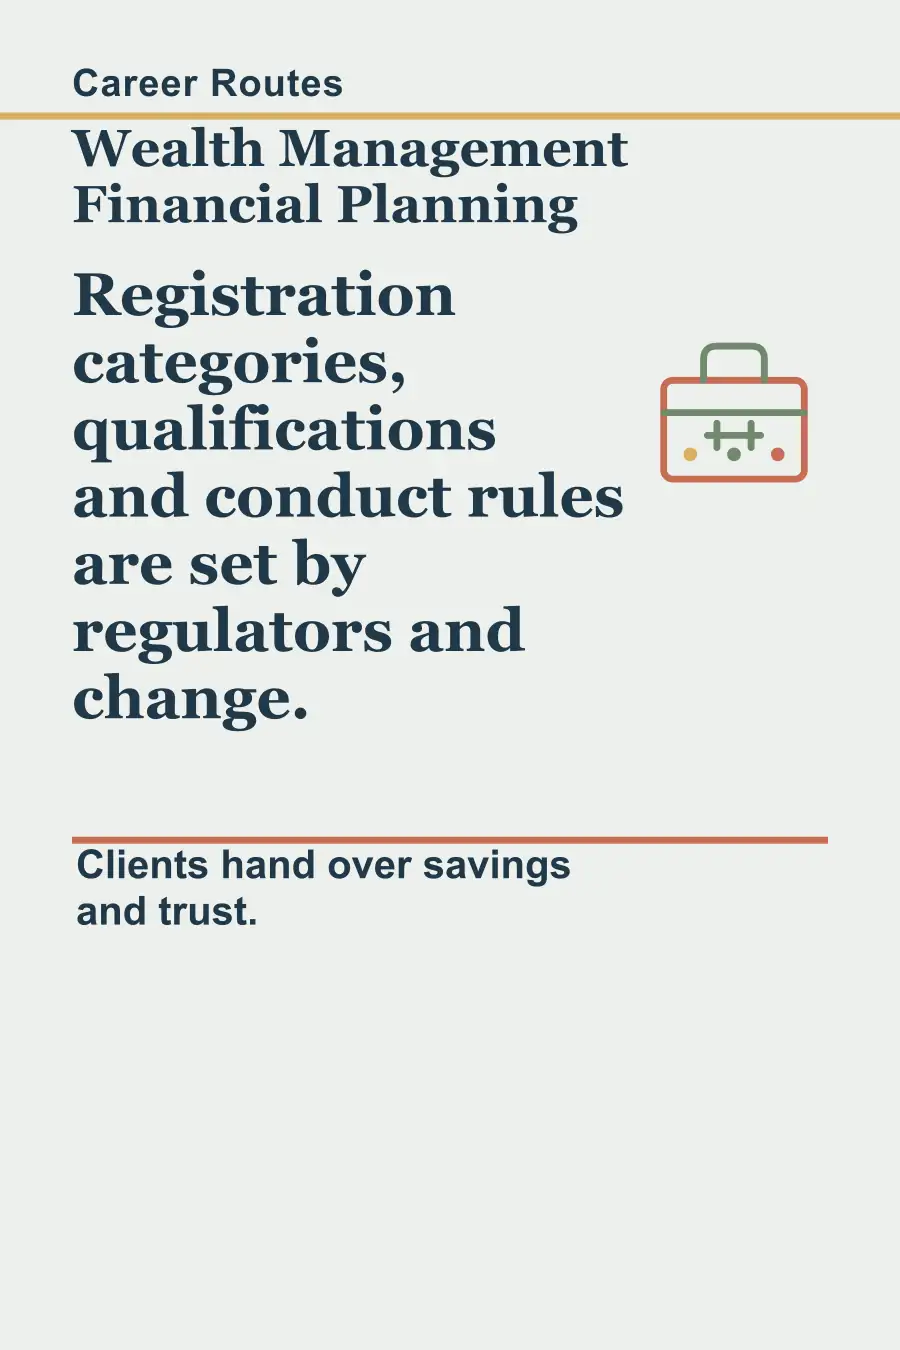 Career Routes
Wealth Management
Financial Planning
Registration
categories,
qualifications
and conduct rules
are set by
regulators and
change.
Clients hand over savings
and trust.